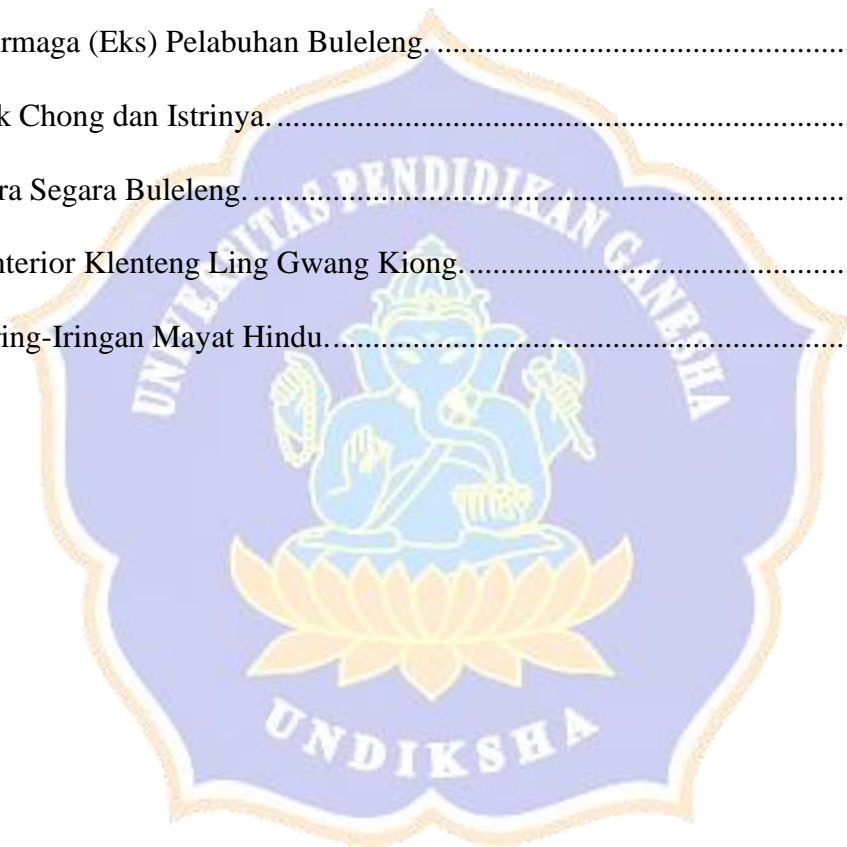 ermaga (Eks) Pelabuhan Buleleng. ........................................................
k Chong dan Istrinya. ................................................................................
ra Segara Buleleng. ...................................................................................
nterior Klenteng Ling Gwang Kiong. .......................................................
ring-Iringan Mayat Hindu. ........................................................................
UNIVERSITAS PENDIDIKAN GANESHA
UNDIKSHA